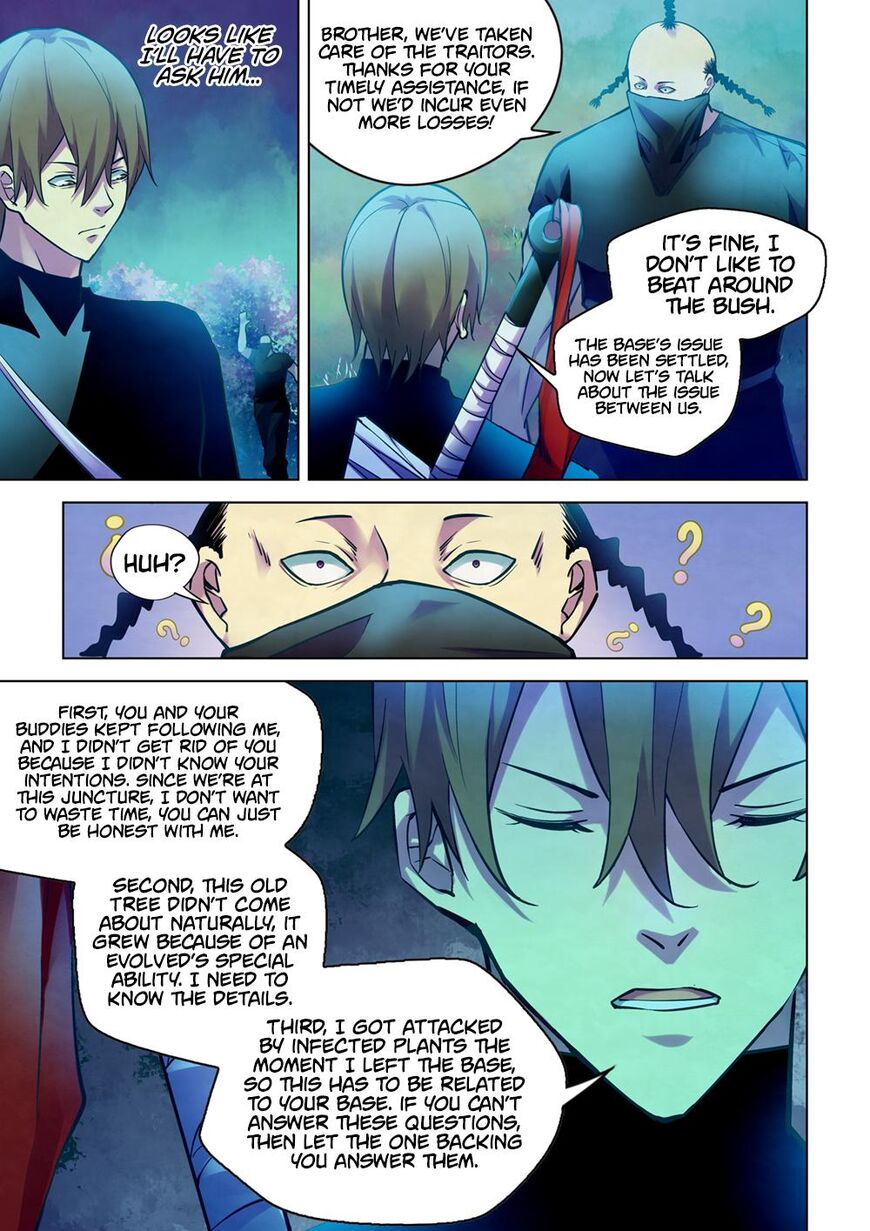 LOOKS LIKE
I'LL HAVE TO
ASK HIM...
BROTHER, WE'VE TAKEN
CARE OF THE TRAITORS.
THANKS FOR YOUR
TIMELY ASSISTANCE, IF
NOT WE'D INCUR EVEN
MORE LOSSES!
IT'S FINE, I
DON'T LIKE TO
BEAT AROUND
THE BUSH.
THE BASE'S ISSUE
HAS BEEN SETTLED,
NOW LET'S TALK
ABOUT THE ISSUE
BETWEEN US.
HUH?
? ? ? ? ?
FIRST, YOU AND YOUR
BUDDIES KEPT FOLLOWING ME,
AND I DIDN'T GET RID OF YOU
BECAUSE I DIDN'T KNOW YOUR
INTENTIONS. SINCE WE'RE AT
THIS JUNCTURE, I DON'T WANT
TO WASTE TIME, YOU CAN JUST
BE HONEST WITH ME.
SECOND, THIS OLD
TREE DIDN'T COME
ABOUT NATURALLY, IT
GREW BECAUSE OF AN
EVOLVED'S SPECIAL
ABILITY. I NEED TO
KNOW THE DETAILS.
THIRD, I GOT ATTACKED
BY INFECTED PLANTS THE
MOMENT I LEFT THE BASE,
SO THIS HAS TO BE RELATED
TO YOUR BASE. IF YOU CAN'T
ANSWER THESE QUESTIONS,
THEN LET THE ONE BACKING
YOU ANSWER THEM.